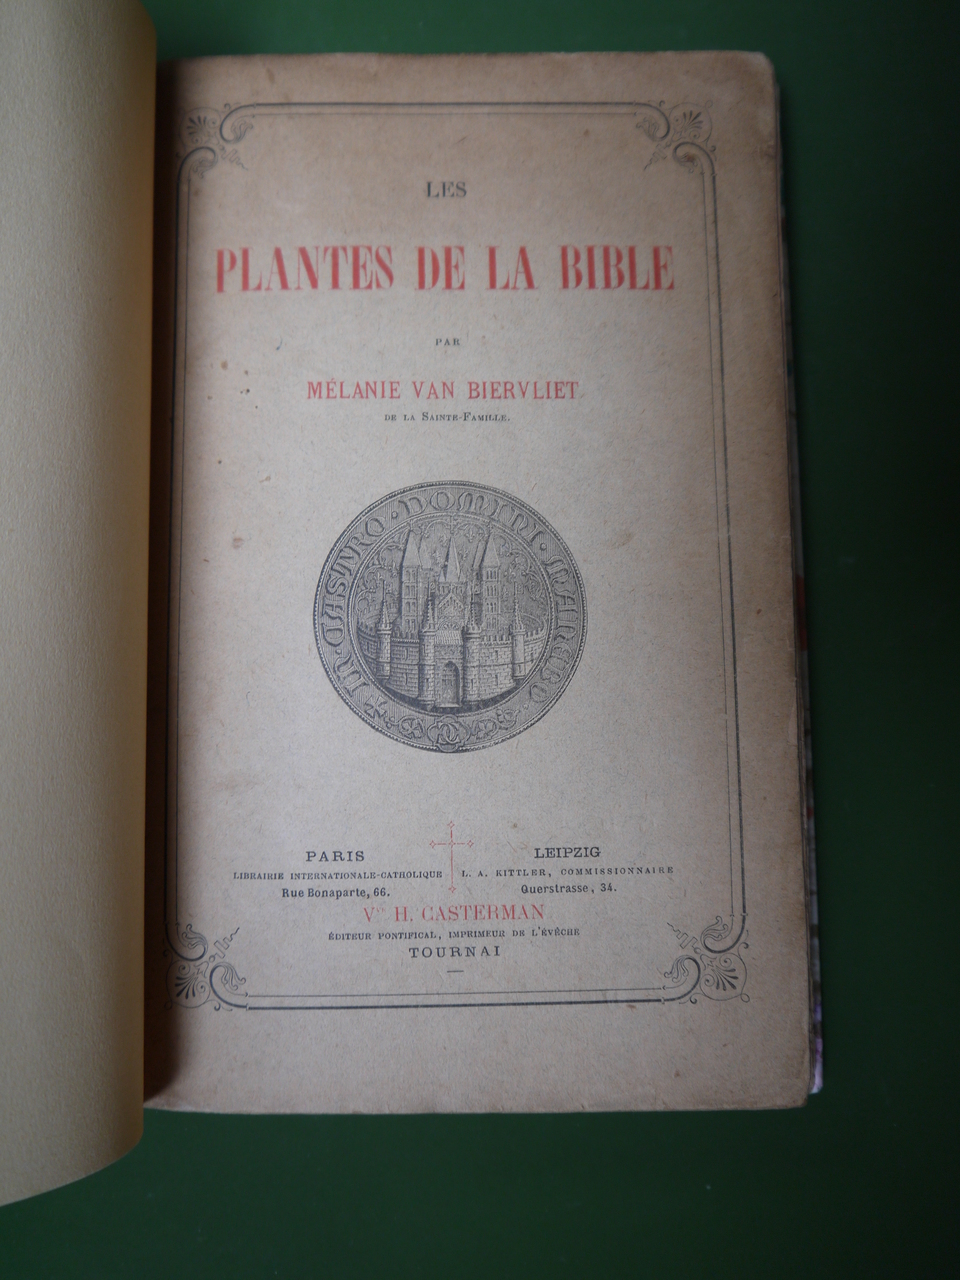 LES
PLANTES DE LA BIBLE
PAR
MÉLANIE VAN BIERVLIET
DE LA SAINTE-FAMILLE.
IN · CASTRO · DOMINI · MARIBO
PARIS
LIBRAIRIE INTERNATIONALE-CATHOLIQUE
Rue Bonaparte, 66.
LEIPZIG
L. A. KITTLER, COMMISSIONNAIRE
Querstrasse, 34.
Vve H. CASTERMAN
ÉDITEUR PONTIFICAL, IMPRIMEUR DE L'ÉVÊCHÉ
TOURNAI